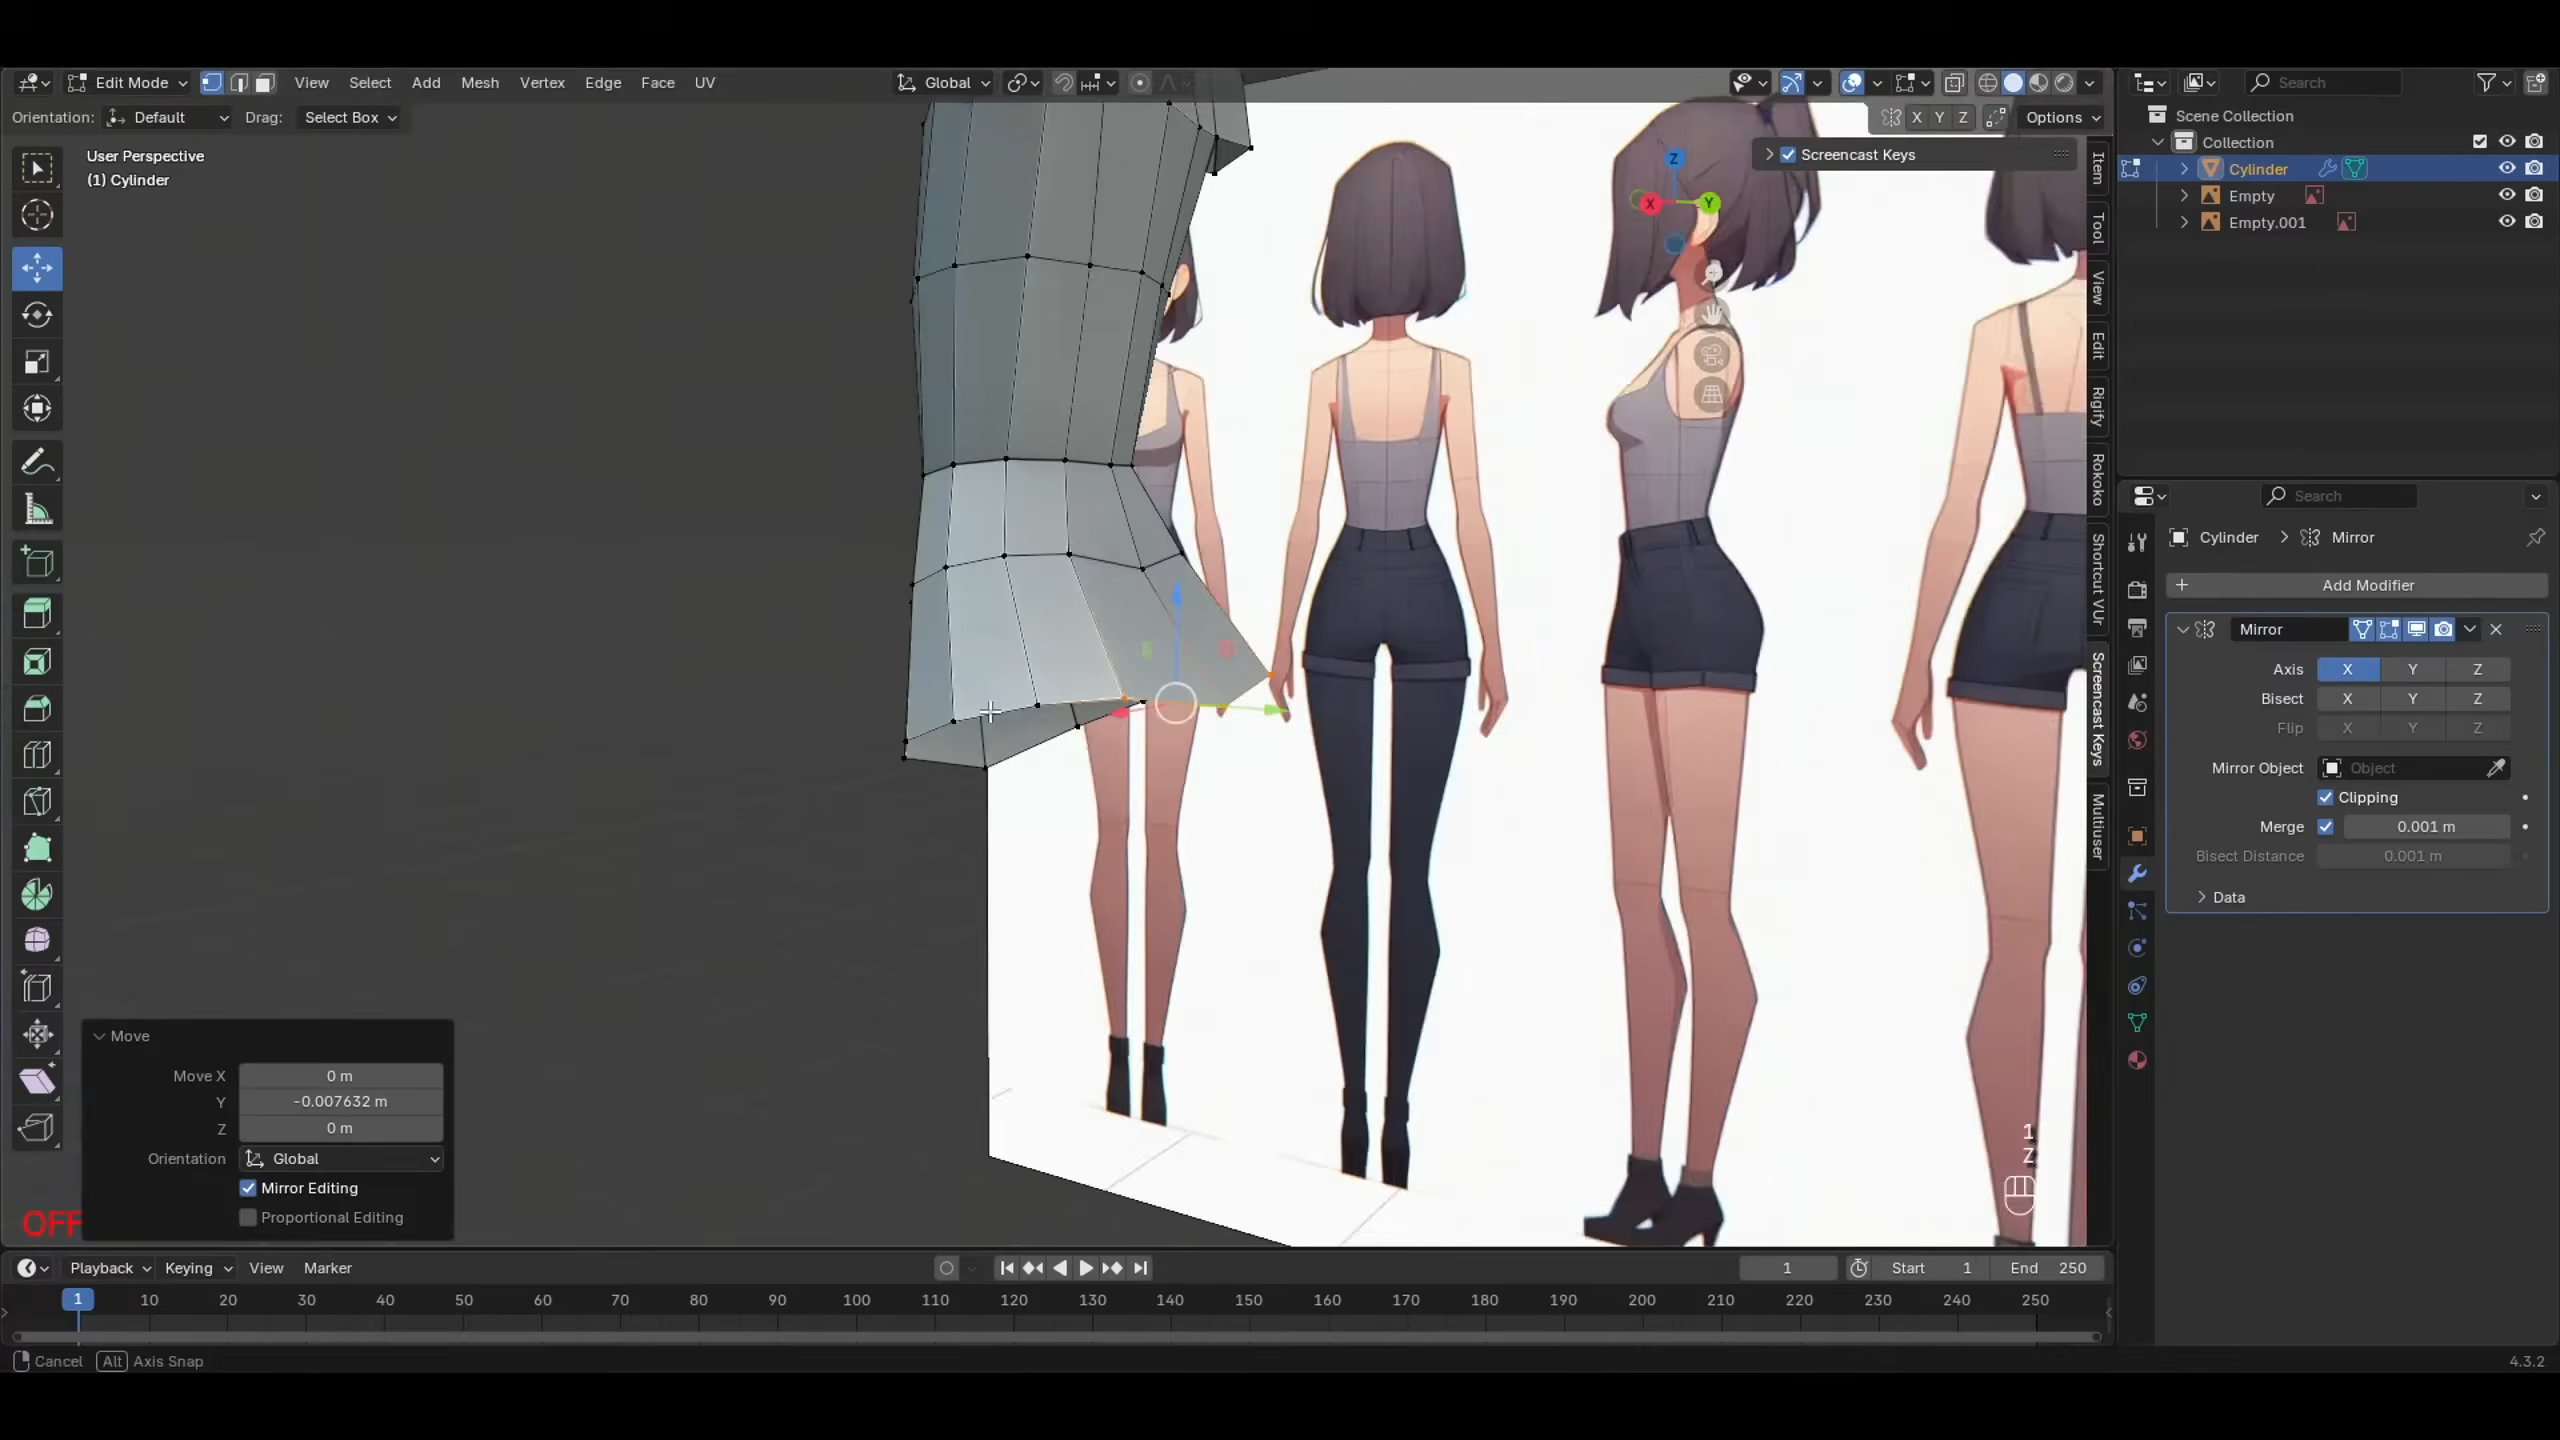 Edit Mode View Select Add Mesh Vertex Edge Face UV Global Search
Orientation: Default Drag: Select Box X Y Z Options
User Perspective
(1) Cylinder
Screencast Keys
Z
X Y
Item
Tool
View
Edit
Rigify
Rokoko
Shortcut VUr
Screencast Keys
Multiuser
Scene Collection
Collection
Cylinder
Empty
Empty.001
Search
Cylinder > Mirror
+ Add Modifier
Mirror
Axis X Y Z
Bisect X Y Z
Flip X Y Z
Mirror Object Object
Clipping
Merge 0.001 m
Bisect Distance 0.001 m
> Data
Move
Move X 0 m
Y -0.007632 m
Z 0 m
Orientation Global
Mirror Editing
Proportional Editing
OFF
1
Z
Playback Keying View Marker 1 Start 1 End 250
1 10 20 30 40 50 60 70 80 90 100 110 120 130 140 150 160 170 180 190 200 210 220 230 240 250
Cancel Alt Axis Snap 4.3.2